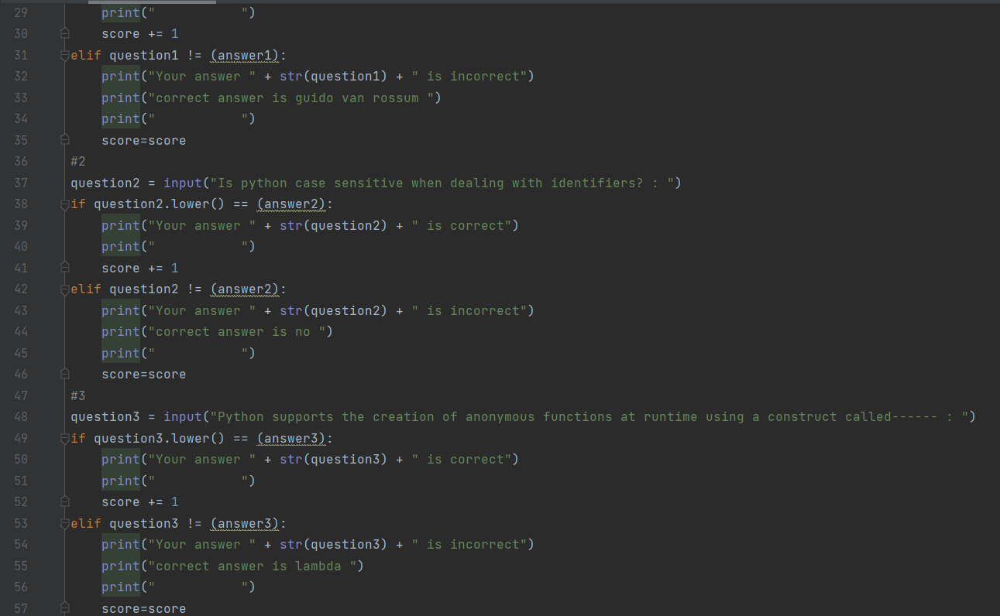 29 print("           ")
30 score += 1
31 elif question1 != (answer1):
32 print("Your answer " + str(question1) + " is incorrect")
33 print("correct answer is guido van rossum ")
34 print("           ")
35 score=score
36 #2
37 question2 = input("Is python case sensitive when dealing with identifiers? : ")
38 if question2.lower() == (answer2):
39 print("Your answer " + str(question2) + " is correct")
40 print("           ")
41 score += 1
42 elif question2 != (answer2):
43 print("Your answer " + str(question2) + " is incorrect")
44 print("correct answer is no ")
45 print("           ")
46 score=score
47 #3
48 question3 = input("Python supports the creation of anonymous functions at runtime using a construct called------ : ")
49 if question3.lower() == (answer3):
50 print("Your answer " + str(question3) + " is correct")
51 print("           ")
52 score += 1
53 elif question3 != (answer3):
54 print("Your answer " + str(question3) + " is incorrect")
55 print("correct answer is lambda ")
56 print("           ")
57 score=score